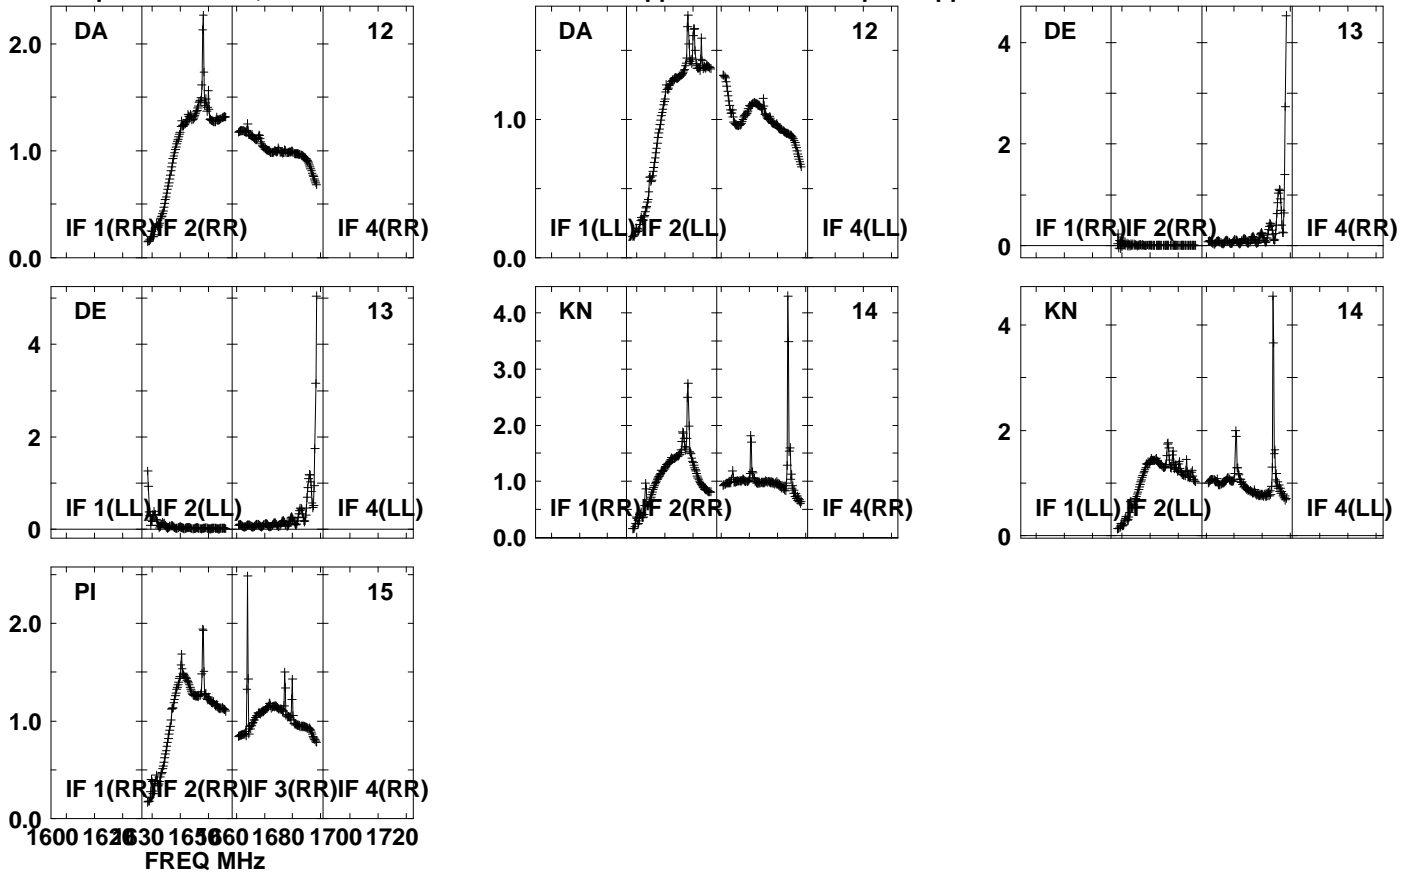 DA 12 DA 12 DE 13
2.0 1.0 0.0
1.0 0.0
4 2 0
IF 1(RR) IF 2(RR) IF 4(RR) IF 1(LL) IF 2(LL) IF 4(LL) IF 1(RR) IF 2(RR) IF 4(RR)
DE 13 KN 14 KN 14
4 2 0
4.0 3.0 2.0 1.0 0.0
4 2 0
IF 1(LL) IF 2(LL) IF 4(LL) IF 1(RR) IF 2(RR) IF 4(RR) IF 1(LL) IF 2(LL) IF 4(LL)
PI 15
2.0 1.0 0.0
IF 1(RR) IF 2(RR) IF 3(RR) IF 4(RR)
1600 1620 1630 1650 1660 1680 1700 1720
FREQ MHz